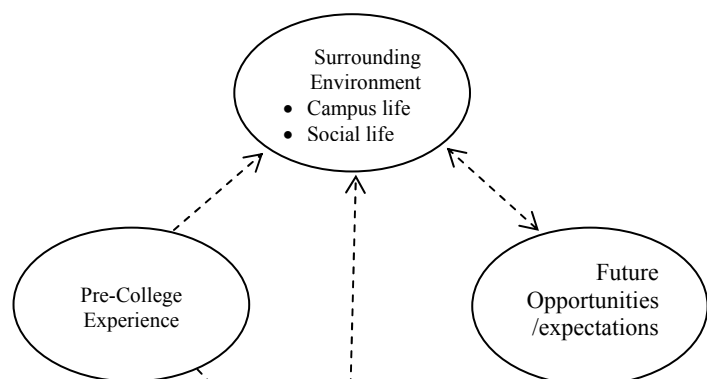 Surrounding
Environment
• Campus life
• Social life
Pre-College
Experience
Future
Opportunities
/expectations